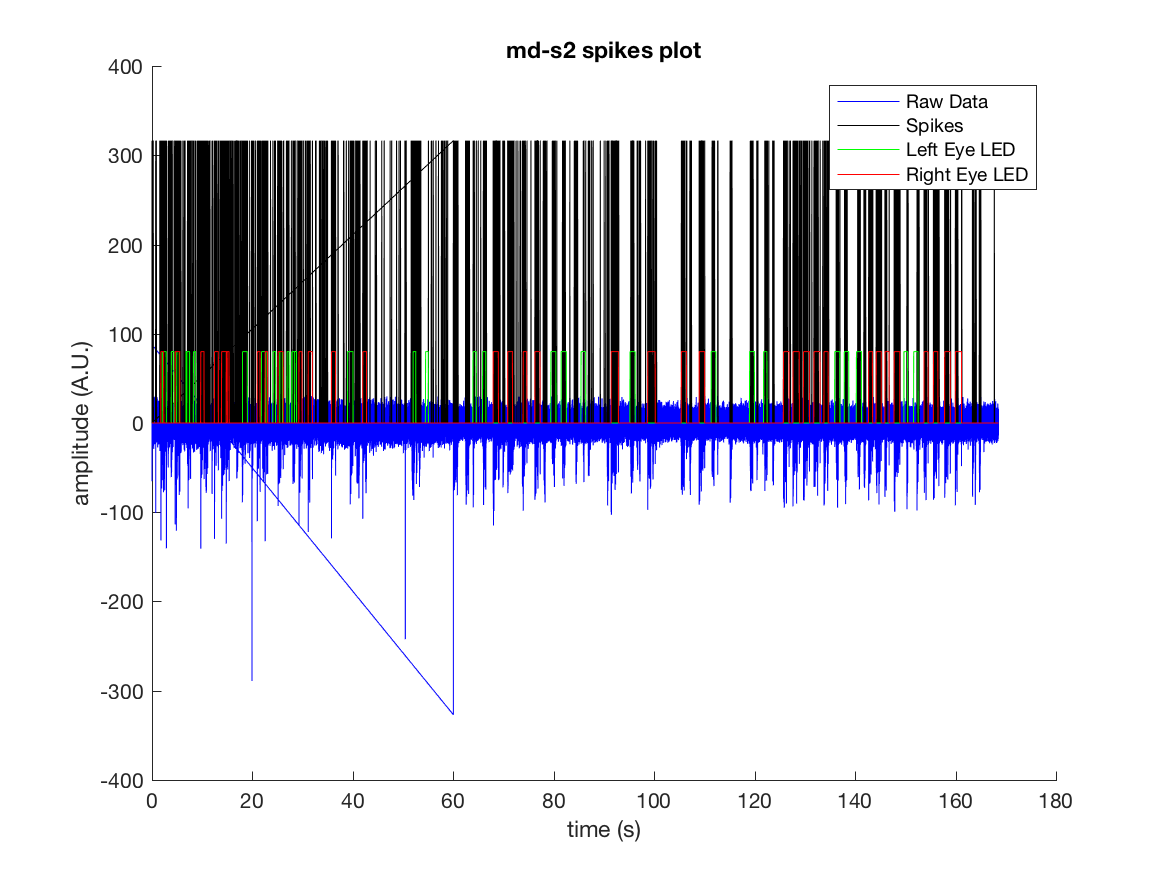 md-s2 spikes plot
400
300
200
100
0
-100
-200
-300
-400
amplitude (A.U.)
Raw Data
Spikes
Left Eye LED
Right Eye LED
0 20 40 60 80 100 120 140 160 180
time (s)